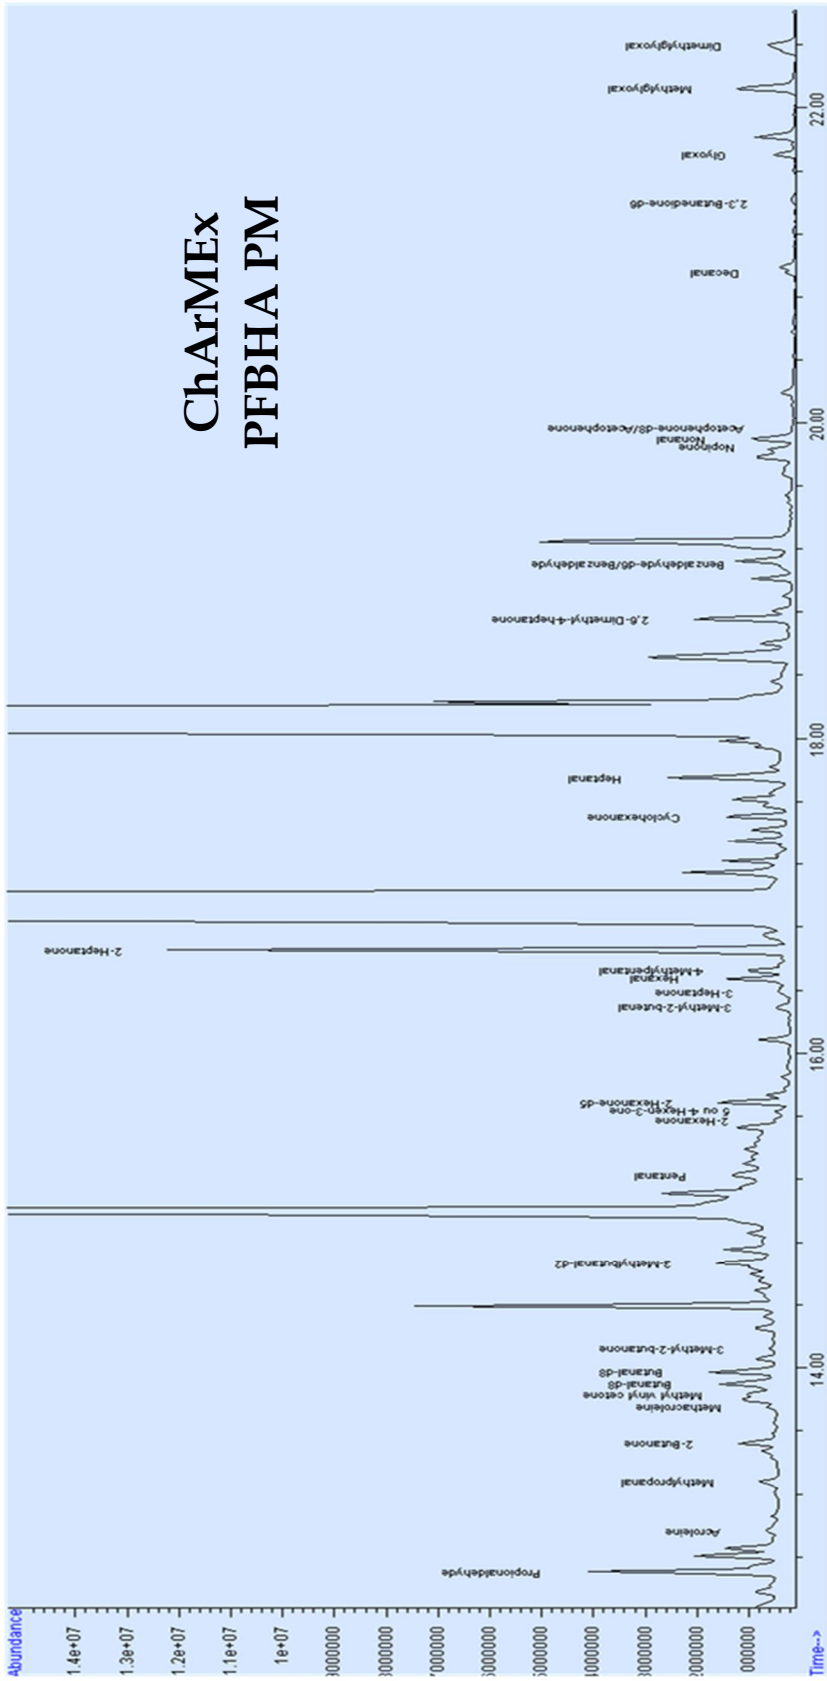 Abundance
ChArMEx
PFBHA PM
1.4e+07
1.3e+07
1.2e+07
1.1e+07
1e+07
9000000
8000000
7000000
6000000
5000000
4000000
3000000
2000000
000000
Propionaldehyde
Acroleine
Methylpropanal
2-Butanone
Methacroleine
Methyl vinyl cetone
Butanal-d8
Butanal-d8
3-Methyl-2-butanone
2-Methylbutanal-d2
Pentanal
2-Hexanone
5 ou 4-Hexen-3-one
2-Hexanone-d5
3-Methyl-2-butenal
3-Heptanone
Hexanal
4-Methylpentanal
2-Heptanone
Cyclohexanone
Heptanal
2,6-Dimethyl-4-heptanone
Benzaldehyde-d6/Benzaldehyde
Nopinone
Nonanal
Acetophenone-d8/Acetophenone
Decanal
2,3-Butanedione-d6
Glyoxal
Methylglyoxal
Dimethylglyoxal
14.00
16.00
18.00
20.00
22.00
Time-->